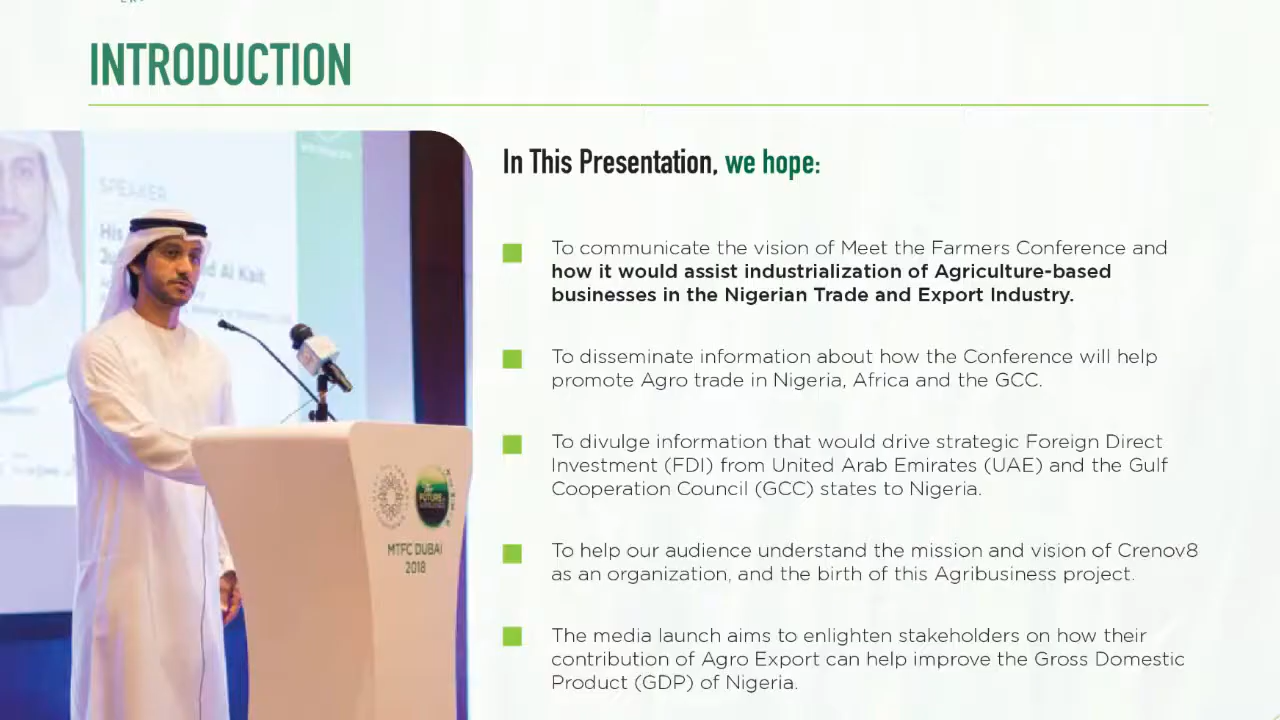 INTRODUCTION
In This Presentation, we hope:
To communicate the vision of Meet the Farmers Conference and
how it would assist industrialization of Agriculture-based
businesses in the Nigerian Trade and Export Industry.
To disseminate information about how the Conference will help
promote Agro trade in Nigeria, Africa and the GCC.
To divulge information that would drive strategic Foreign Direct
Investment (FDI) from United Arab Emirates (UAE) and the Gulf
Cooperation Council (GCC) states to Nigeria.
To help our audience understand the mission and vision of Crenov8
as an organization, and the birth of this Agribusiness project.
The media launch aims to enlighten stakeholders on how their
contribution of Agro Export can help improve the Gross Domestic
Product (GDP) of Nigeria.
SPEAKER
His
Al Kait
FUTURE
MTFC DUBAI
2018